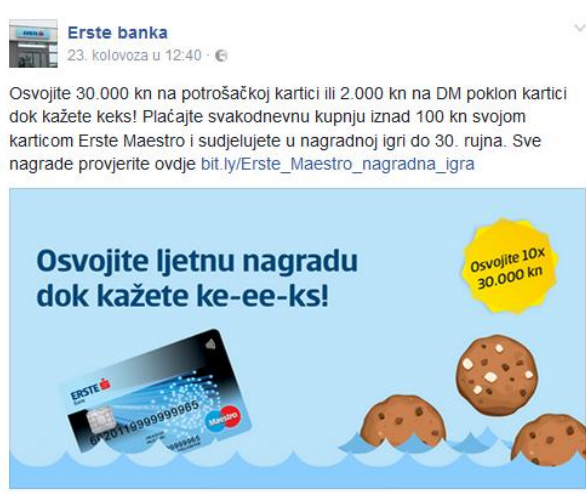 Erste banka
23. kolovoza u 12:40 ·
Osvojite 30.000 kn na potrošačkoj kartici ili 2.000 kn na DM poklon kartici
dok kažete keks! Plaćajte svakodnevnu kupnju iznad 100 kn svojom
karticom Erste Maestro i sudjelujete u nagradnoj igri do 30. rujna. Sve
nagrade provjerite ovdje bit.ly/Erste_Maestro_nagradna_igra
Osvojite ljetnu nagradu
dok kažete ke-ee-ks!
Osvojite 10x
30.000 kn
ERSTE
Bank
Maestro